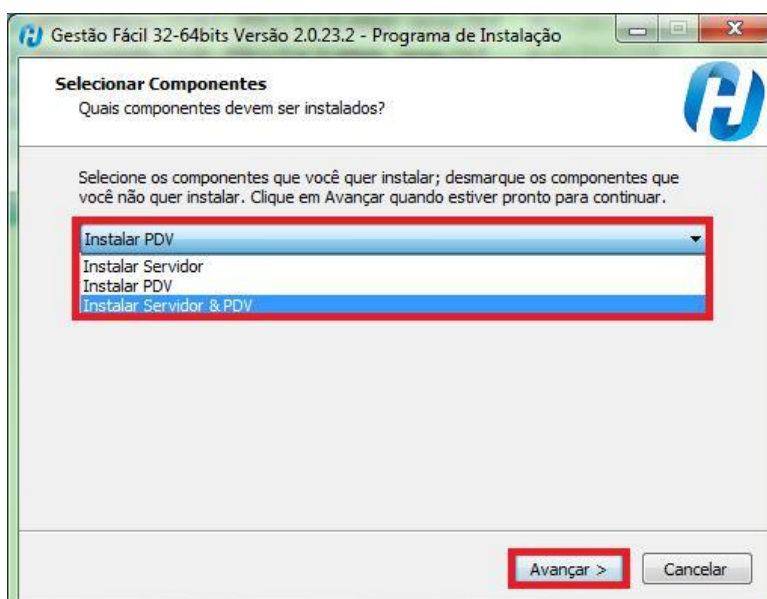 Gestão Fácil 32-64bits Versão 2.0.23.2 - Programa de Instalação
Selecionar Componentes
Quais componentes devem ser instalados?
Selecione os componentes que você quer instalar; desmarque os componentes que
você não quer instalar. Clique em Avançar quando estiver pronto para continuar.
Instalar PDV
Instalar Servidor
Instalar PDV
Instalar Servidor & PDV
Avançar >
Cancelar